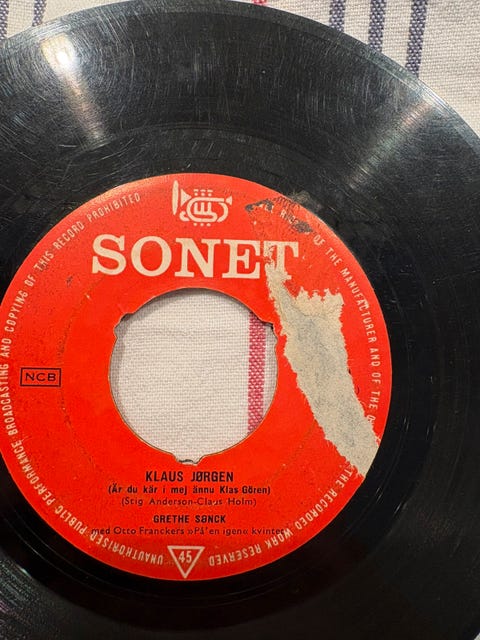 SONET
NCB
KLAUS JØRGEN
(Är du kär i mej ännu Klas Gören)
(Stig Anderson-Claus Holm)
GRETHE SØNCK
med Otto Franckers »På'en igen« kvintet
45
OF THE MANUFACTURER AND OF THE
THE RECORDED WORK RESERVED
UNAUTHORISED PUBLIC PERFORMANCE BROADCASTING AND COPYING OF THIS RECORD PROHIBITED